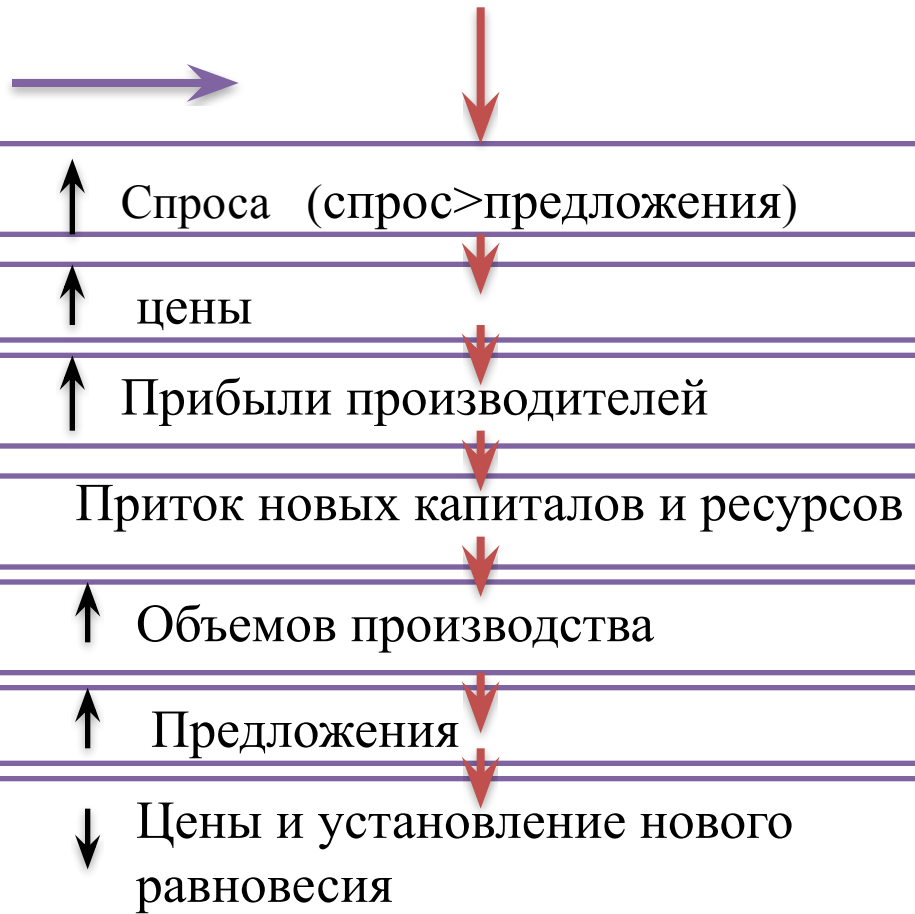 Спроса (спрос>предложения)
цены
Прибыли производителей
Приток новых капиталов и ресурсов
Объемов производства
Предложения
Цены и установление нового
равновесия